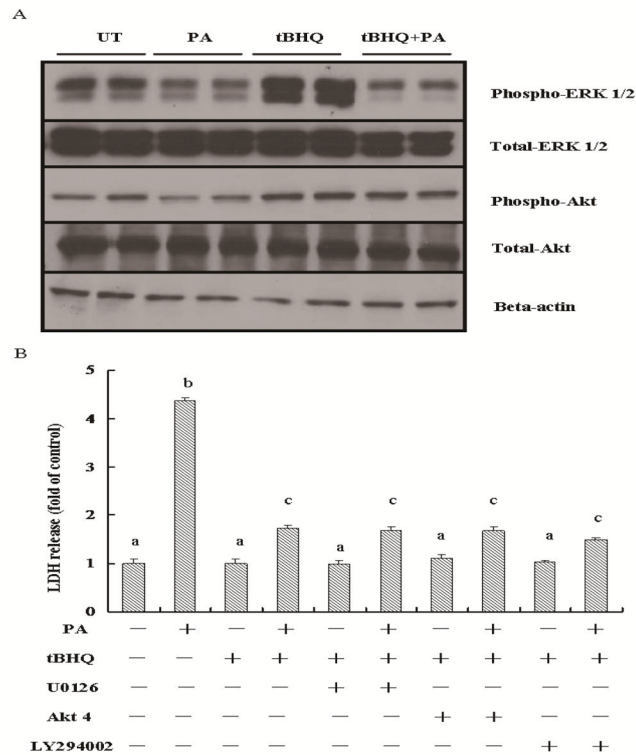 A
UT PA tBHQ tBHQ+PA
Phospho-ERK 1/2
Total-ERK 1/2
Phospho-Akt
Total-Akt
Beta-actin
B
LDH release (fold of control)
5
4
3
2
1
0
a b a c a c a c a c
PA — + — + — + — + — +
tBHQ — — + + + + + + + +
U0126 — — — — + + — — — —
Akt 4 — — — — — — + + — —
LY294002 — — — — — — — — + +